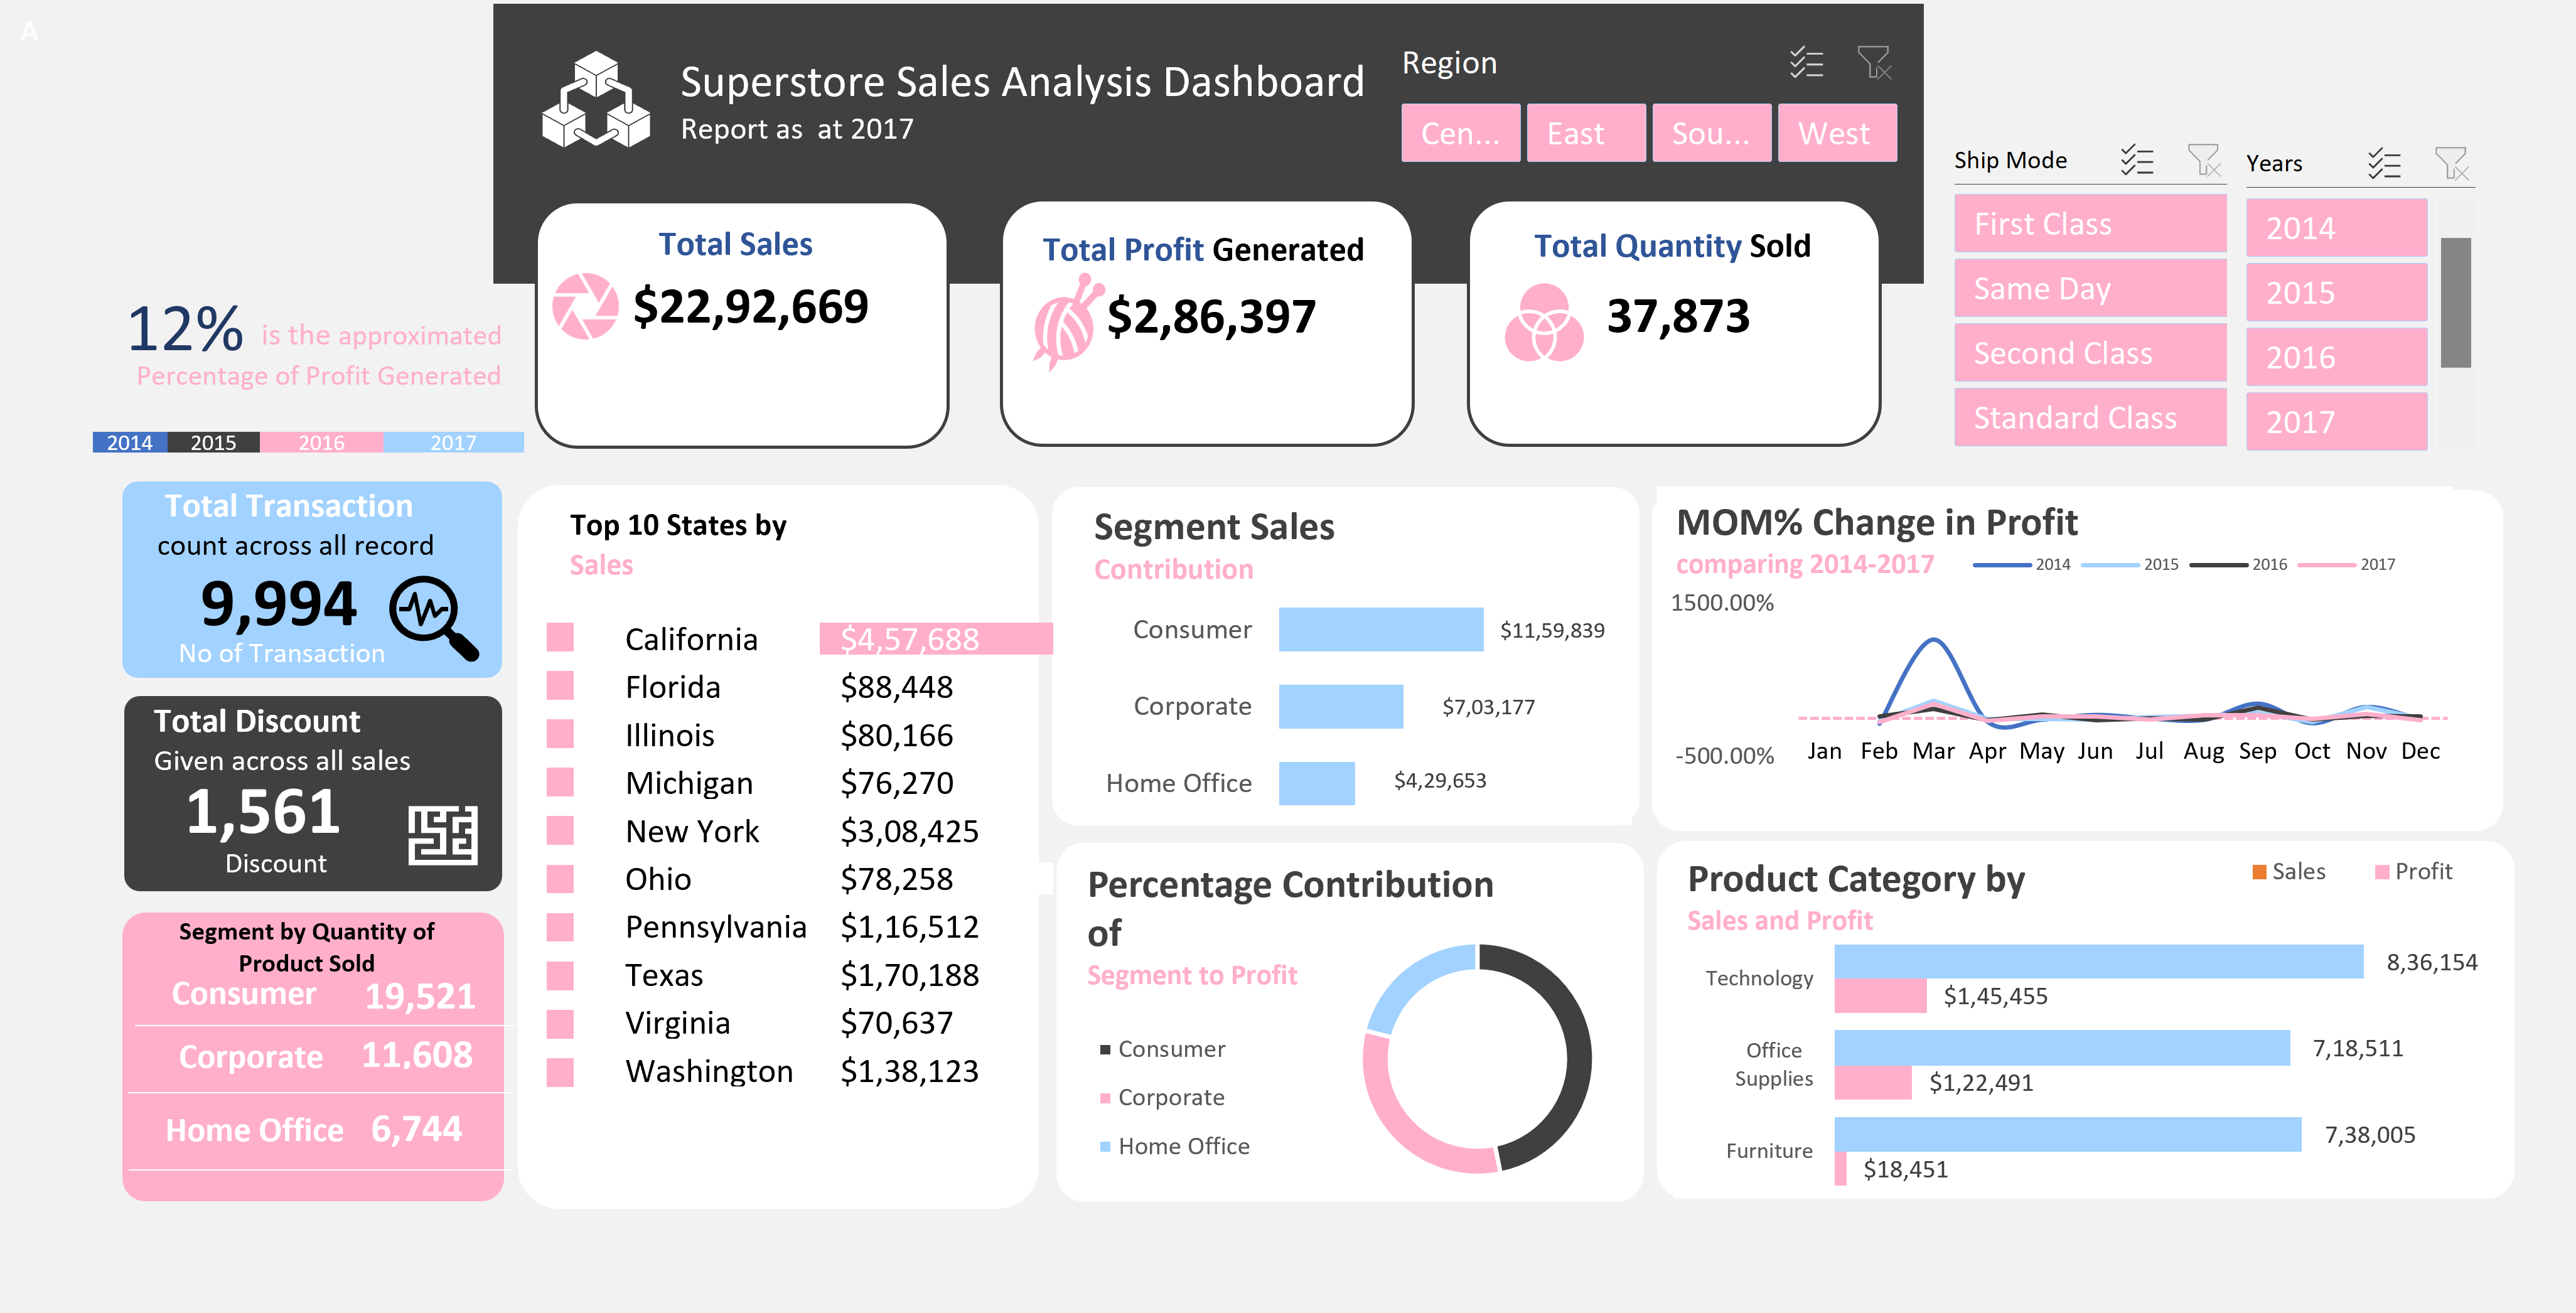 A
Superstore Sales Analysis Dashboard
Report as  at 2017
Region
Cen...
East
Sou...
West
Ship Mode
First Class
Same Day
Second Class
Standard Class
Years
2014
2015
2016
2017
Total Sales
$22,92,669
Total Profit Generated
$2,86,397
Total Quantity Sold
37,873
12% is the approximated
Percentage of Profit Generated
2014 2015 2016 2017
Total Transaction
count across all record
9,994
No of Transaction
Total Discount
Given across all sales
1,561
Discount
Segment by Quantity of
Product Sold
Consumer 19,521
Corporate 11,608
Home Office 6,744
Top 10 States by
Sales
California $4,57,688
Florida $88,448
Illinois $80,166
Michigan $76,270
New York $3,08,425
Ohio $78,258
Pennsylvania $1,16,512
Texas $1,70,188
Virginia $70,637
Washington $1,38,123
Segment Sales
Contribution
Consumer $11,59,839
Corporate $7,03,177
Home Office $4,29,653
Percentage Contribution
of
Segment to Profit
Consumer
Corporate
Home Office
MOM% Change in Profit
comparing 2014-2017
2014 2015 2016 2017
1500.00%
-500.00%
Jan Feb Mar Apr May Jun Jul Aug Sep Oct Nov Dec
Product Category by
Sales and Profit
Sales Profit
Technology
8,36,154
$1,45,455
Office
Supplies
7,18,511
$1,22,491
Furniture
7,38,005
$18,451